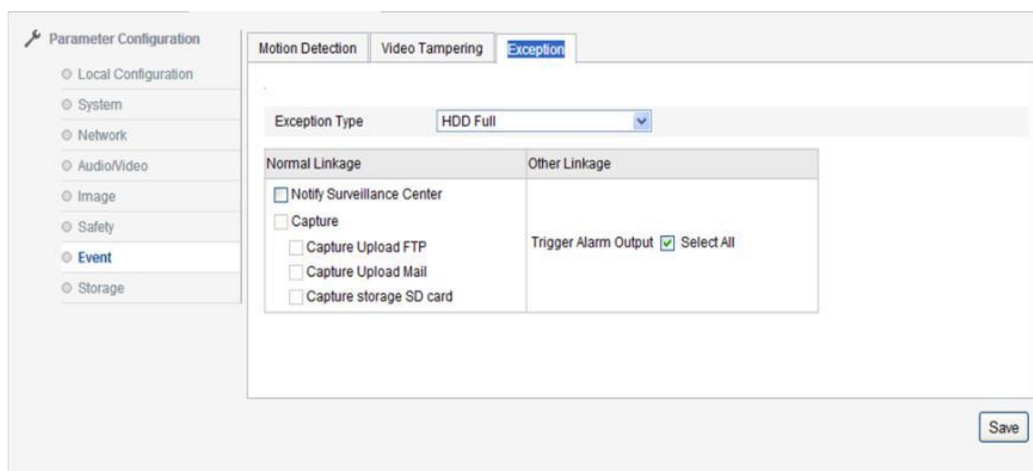 Parameter Configuration
Local Configuration
System
Network
Audio/Video
Image
Safety
Event
Storage
Motion Detection Video Tampering Exception
Exception Type HDD Full
Normal Linkage Other Linkage
Notify Surveillance Center
Capture
Capture Upload FTP
Capture Upload Mail
Capture storage SD card
Trigger Alarm Output Select All
Save